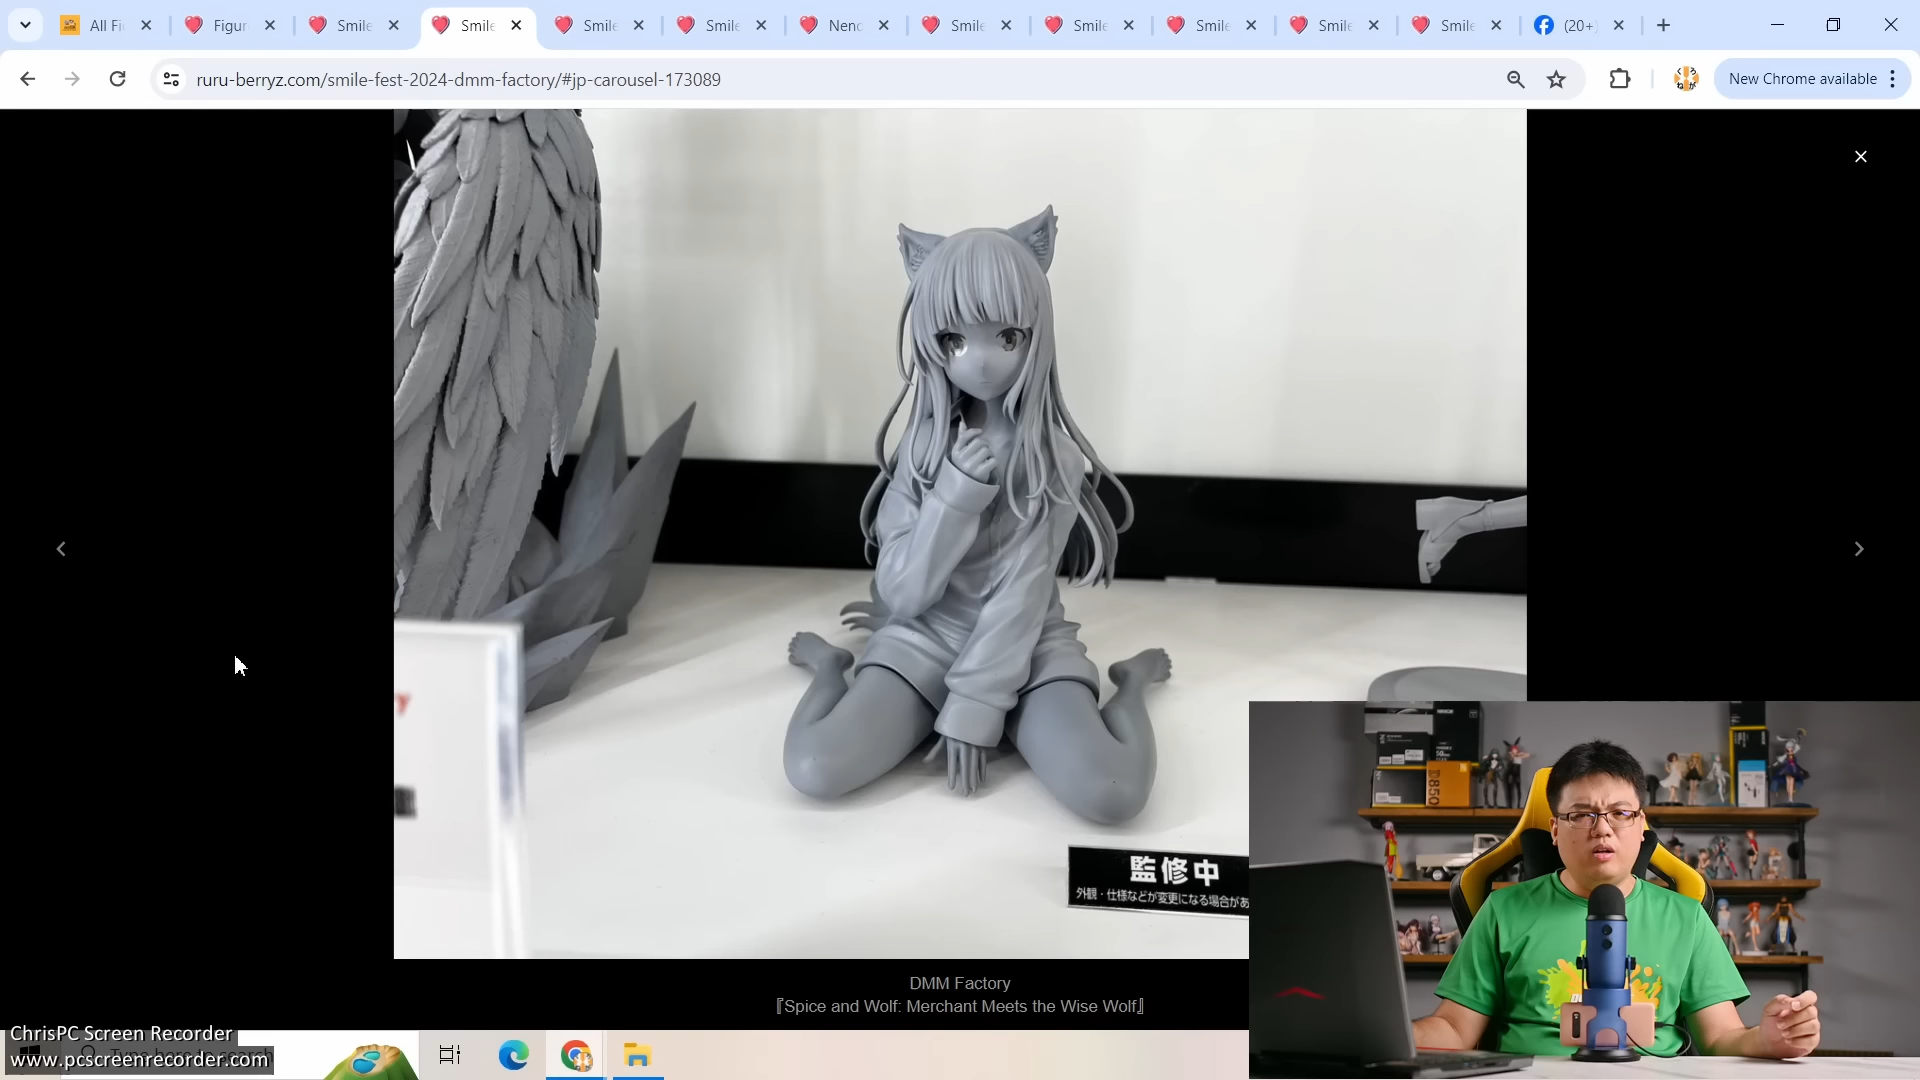 All Fi
Figur
Smile
Smile
Smile
Smile
Nenc
Smile
Smile
Smile
Smile
Smile
(20+)
ruru-berryz.com/smile-fest-2024-dmm-factory/#jp-carousel-173089
New Chrome available
監修中
外観・仕様などが変更になる場合があ
D850
DMM Factory
『Spice and Wolf: Merchant Meets the Wise Wolf』
ChrisPC Screen Recorder
www.pcscreenrecorder.com